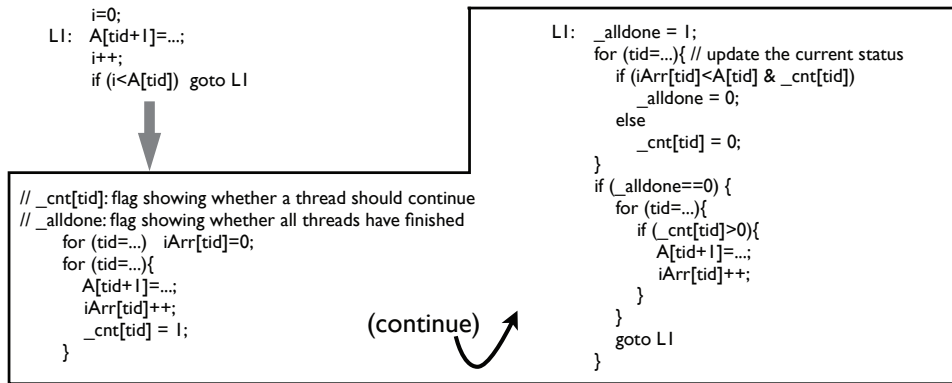 i=0;
L1: A[tid+1]=...;
i++;
if (i<A[tid]) goto L1
// _cnt[tid]: flag showing whether a thread should continue
// _alldone: flag showing whether all threads have finished
for (tid=...) iArr[tid]=0;
for (tid=...){
A[tid+1]=...;
iArr[tid]++;
_cnt[tid] = 1;
}
(continue)
L1: _alldone = 1;
for (tid=...){ // update the current status
if (iArr[tid]<A[tid] & _cnt[tid])
_alldone = 0;
else
_cnt[tid] = 0;
}
if (_alldone==0) {
for (tid=...){
if (_cnt[tid]>0){
A[tid+1]=...;
iArr[tid]++;
}
}
goto L1
}